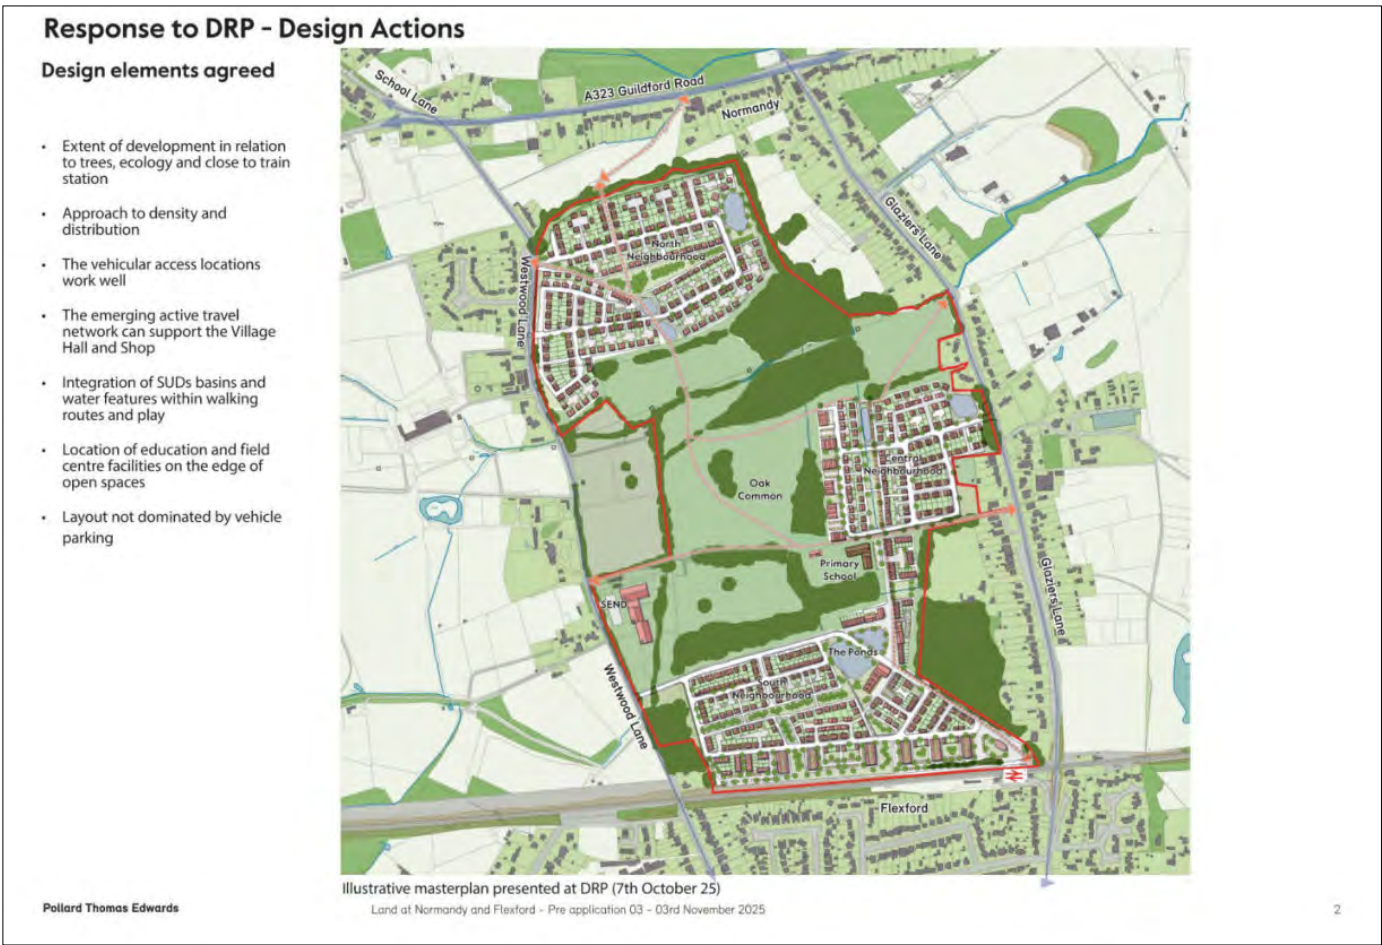 Response to DRP - Design Actions
Design elements agreed
• Extent of development in relation
to trees, ecology and close to train
station
• Approach to density and
distribution
• The vehicular access locations
work well
• The emerging active travel
network can support the Village
Hall and Shop
• Integration of SUDs basins and
water features within walking
routes and play
• Location of education and field
centre facilities on the edge of
open spaces
• Layout not dominated by vehicle
parking
School Lane
A323 Guildford Road
Normandy
Glaziers Lane
North
Neighbourhood
Westwood Lane
Central
Neighbourhood
Oak
Common
Primary
School
Glaziers Lane
SEND
The Ponds
South
Neighbourhood
Westwood Lane
Flexford
Illustrative masterplan presented at DRP (7th October 25)
Pollard Thomas Edwards
Land at Normandy and Flexford - Pre application 03 - 03rd November 2025
2